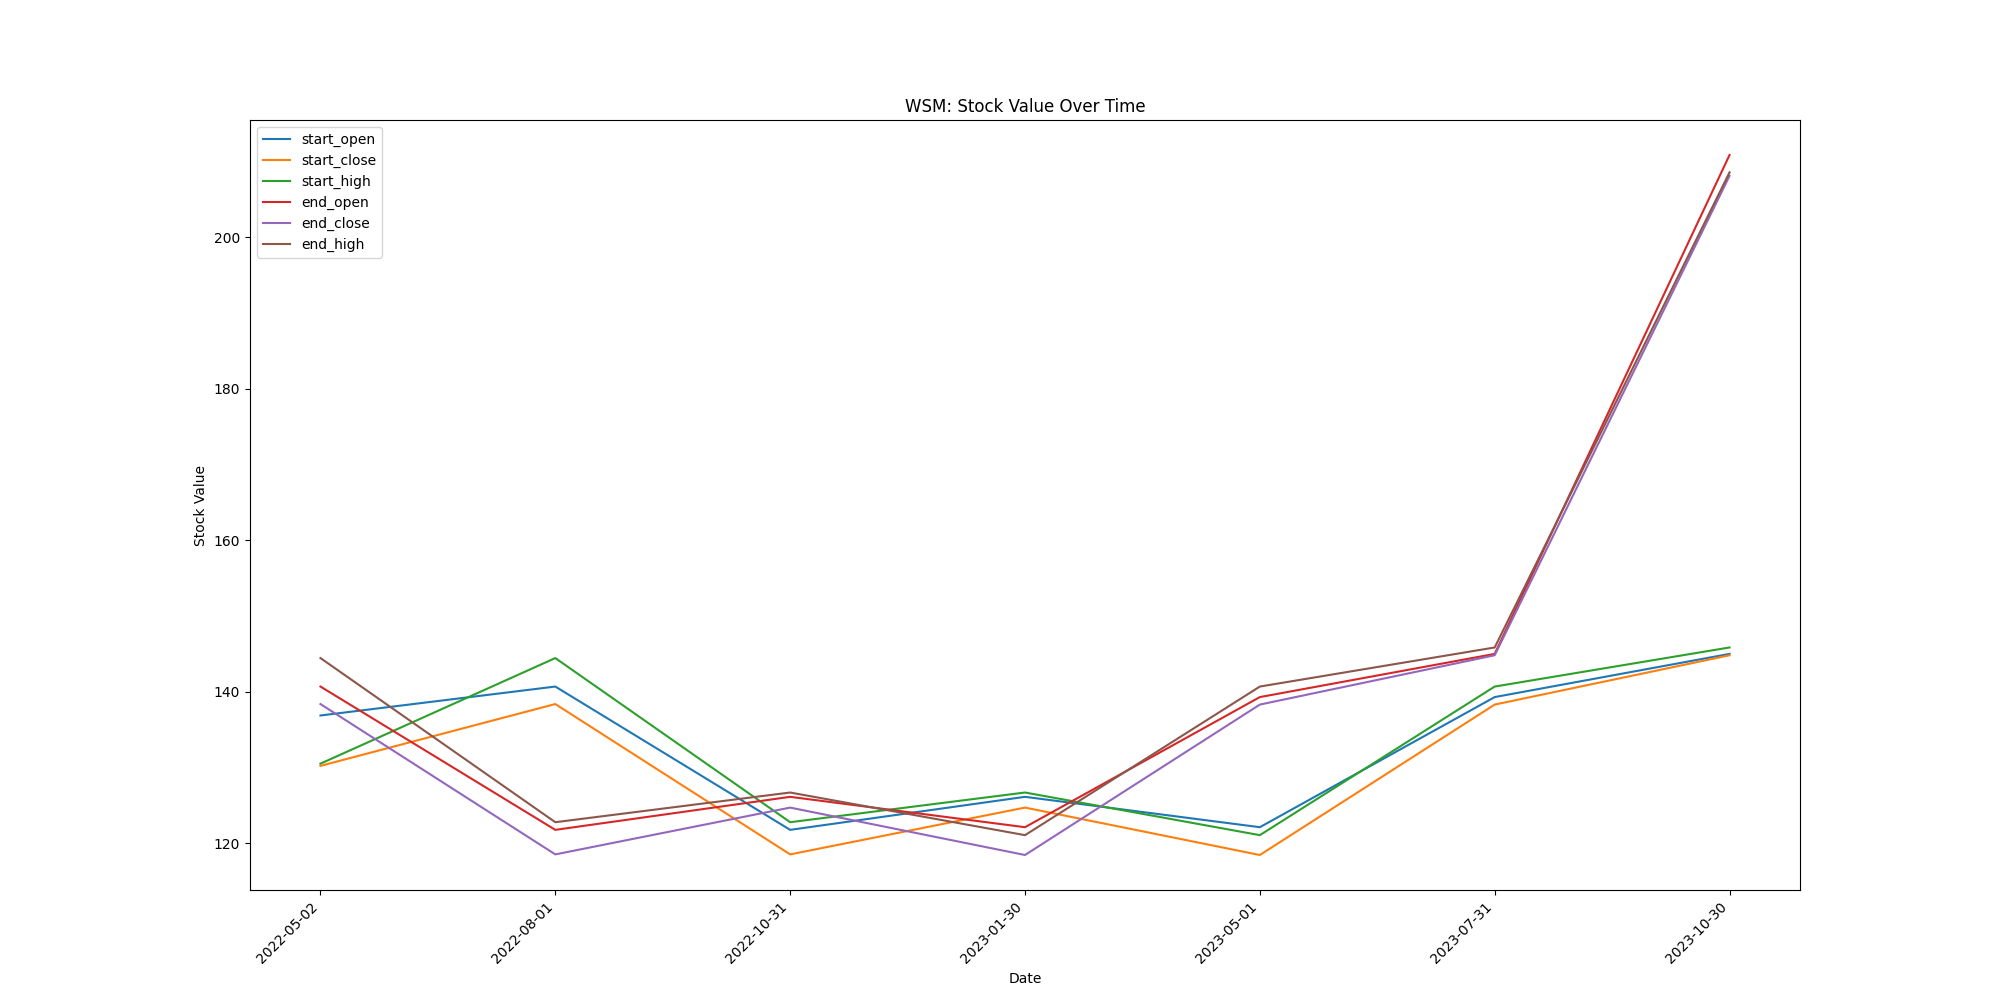 WSM: Stock Value Over Time
start_open
start_close
start_high
end_open
end_close
end_high
Stock Value
200
180
160
140
120
2022-05-02
2022-08-01
2022-10-31
2023-01-30
2023-05-01
2023-07-31
2023-10-30
Date